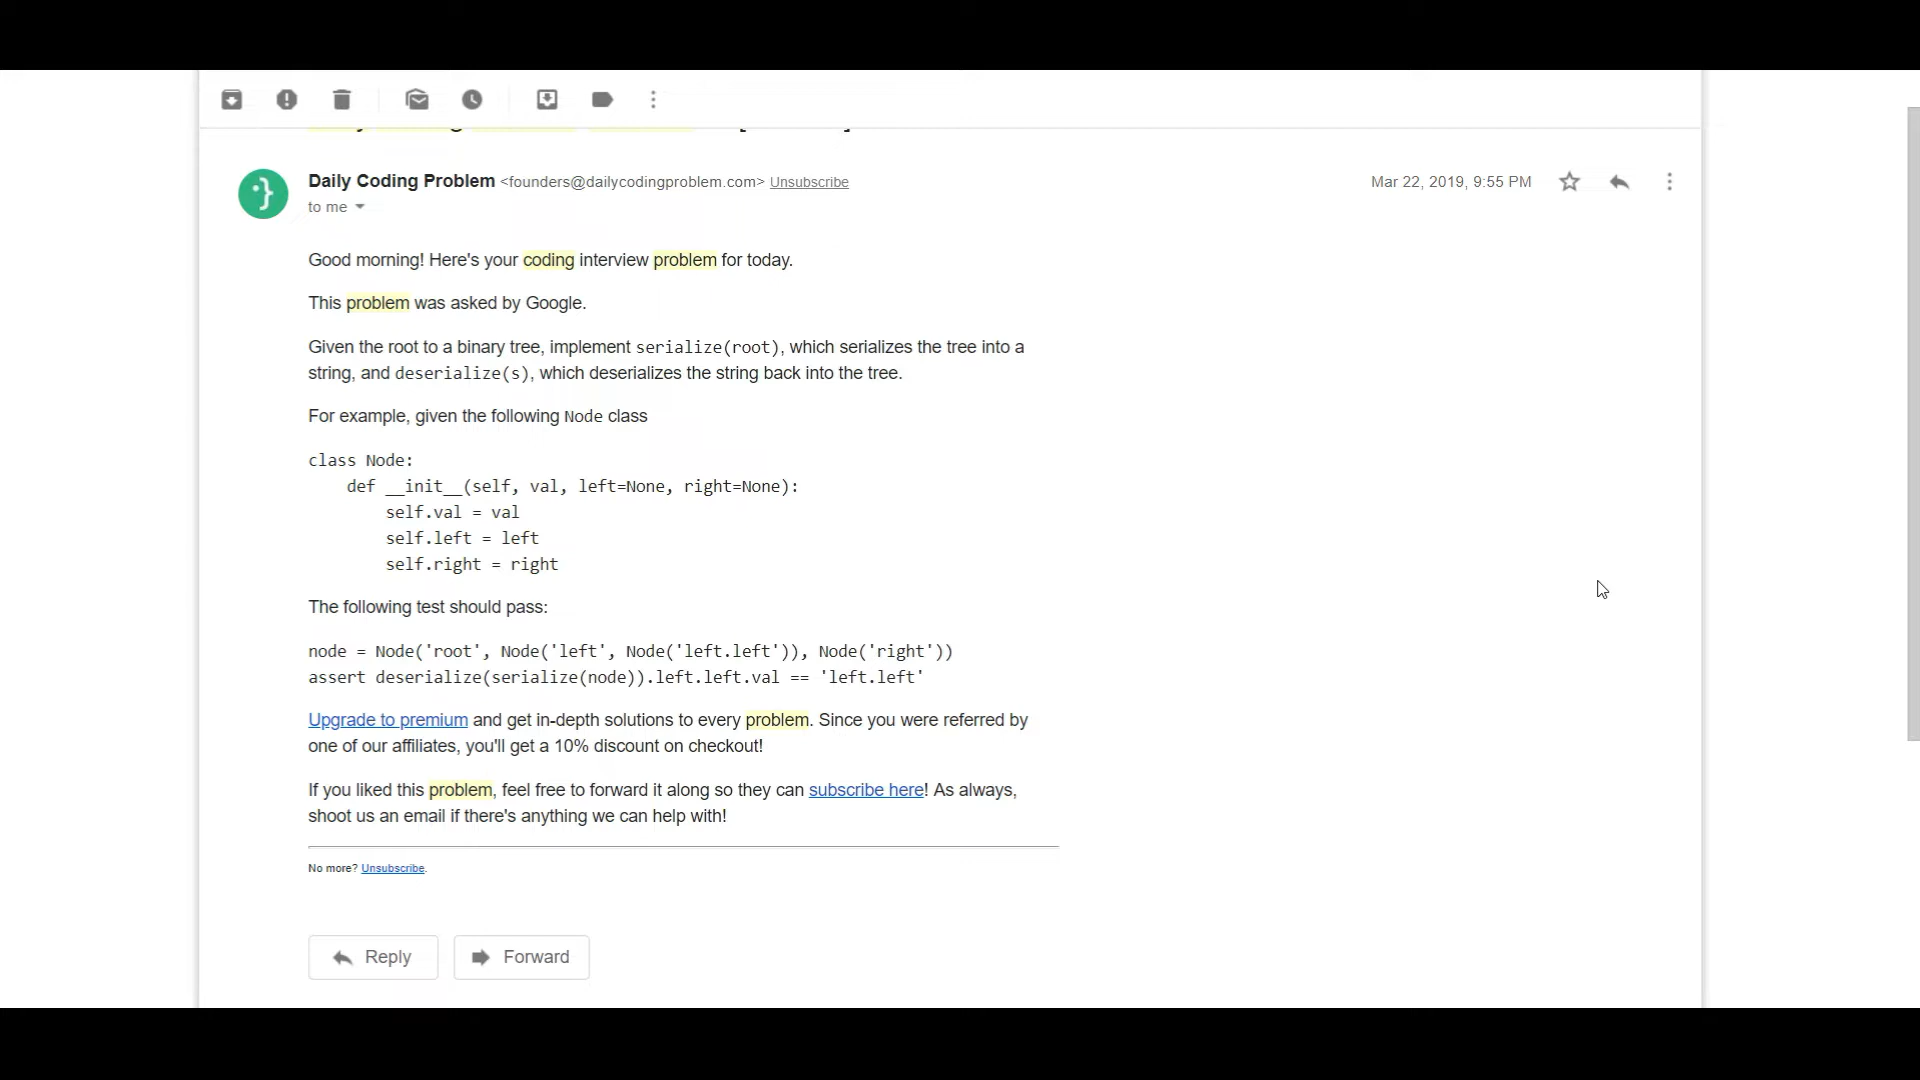 Daily Coding Problem <founders@dailycodingproblem.com> Unsubscribe
Mar 22, 2019, 9:55 PM
to me
Good morning! Here's your coding interview problem for today.
This problem was asked by Google.
Given the root to a binary tree, implement serialize(root), which serializes the tree into a
string, and deserialize(s), which deserializes the string back into the tree.
For example, given the following Node class
class Node:
    def __init__(self, val, left=None, right=None):
        self.val = val
        self.left = left
        self.right = right
The following test should pass:
node = Node('root', Node('left', Node('left.left')), Node('right'))
assert deserialize(serialize(node)).left.left.val == 'left.left'
Upgrade to premium and get in-depth solutions to every problem. Since you were referred by
one of our affiliates, you'll get a 10% discount on checkout!
If you liked this problem, feel free to forward it along so they can subscribe here! As always,
shoot us an email if there's anything we can help with!
No more? Unsubscribe.
Reply
Forward